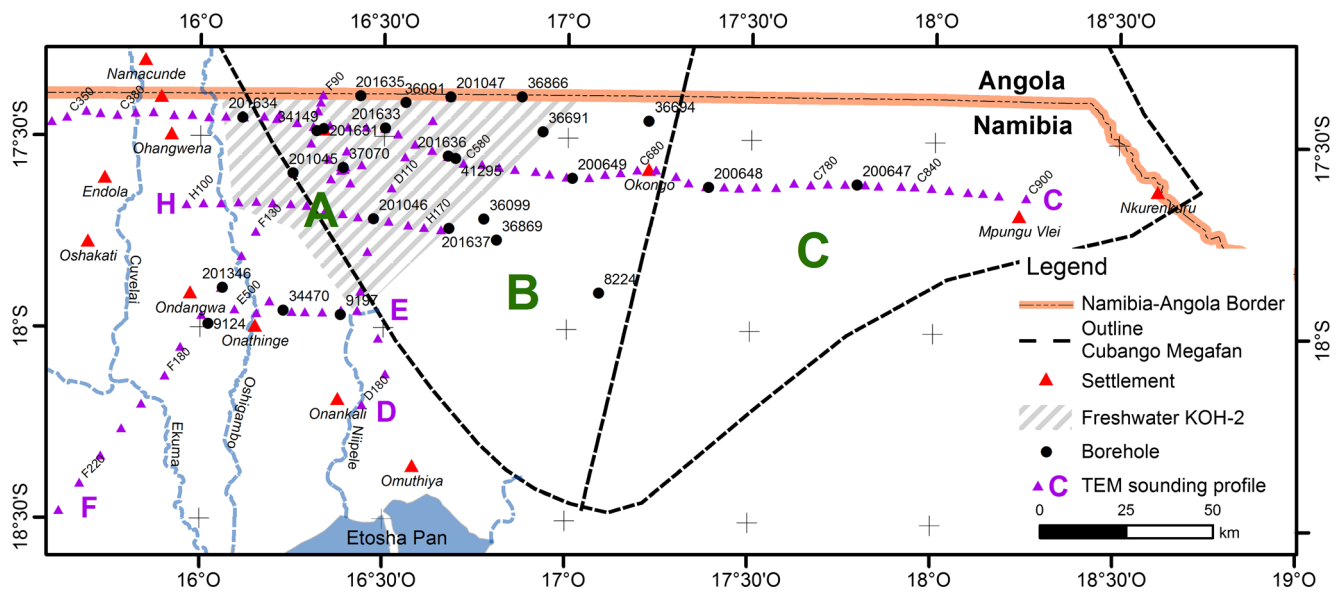 16°O
16°30'O
17°O
17°30'O
18°O
18°30'O
17°30'S
18°S
18°30'S
17°30'S
18°S
18°30'S
Namacunde
Angola
Namibia
C350
C380
F90
201635
36091
201047
36866
201634
34149
201631
201633
36691
36694
Ohangwena
201045
37070
201636
C580
41295
D110
200649
C680
Okongo
200648
C780
200647
C840
C900
C
Nkurenkuru
Mpungu Vlei
Endola
H
H100
F130
A
201046
H170
36099
36869
201637
Oshakati
Cuvelai
B
C
8224
201346
Ondangwa
E500
9124
Onathinge
34470
9197
E
F180
Oshigambo
Onankali
D180
D
Niipele
Ekuma
F220
F
Omuthiya
Etosha Pan
Legend
Namibia-Angola Border
Outline
Cubango Megafan
Settlement
Freshwater KOH-2
Borehole
C
TEM sounding profile
0
25
50
km
16°O
16°30'O
17°O
17°30'O
18°O
18°30'O
19°O